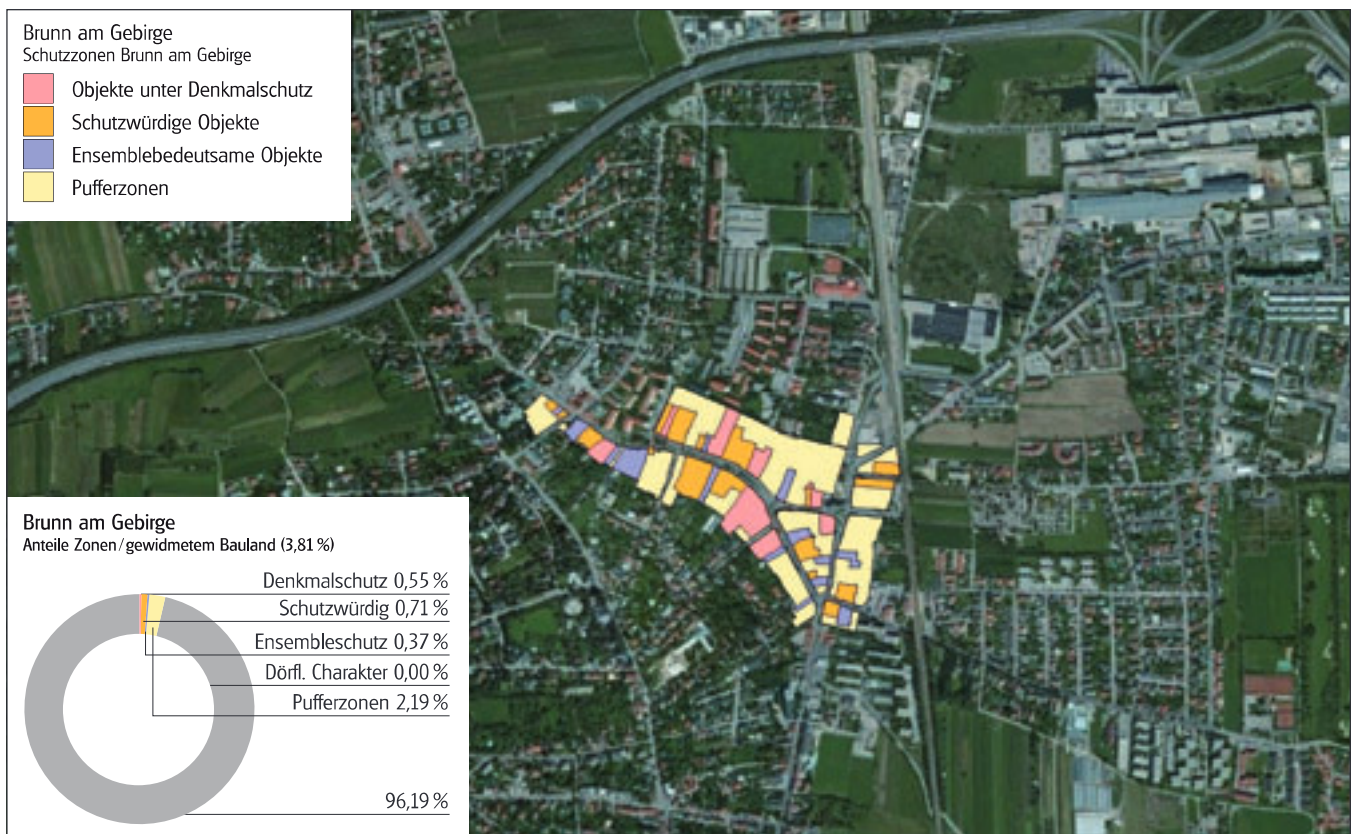 Brunn am Gebirge
Schutzzonen Brunn am Gebirge
Objekte unter Denkmalschutz
Schutzwürdige Objekte
Ensemblebedeutsame Objekte
Pufferzonen
Brunn am Gebirge
Anteile Zonen/gewidmetem Bauland (3,81 %)
Denkmalschutz 0,55 %
Schutzwürdig 0,71 %
Ensembleschutz 0,37 %
Dörfl. Charakter 0,00 %
Pufferzonen 2,19 %
96,19 %